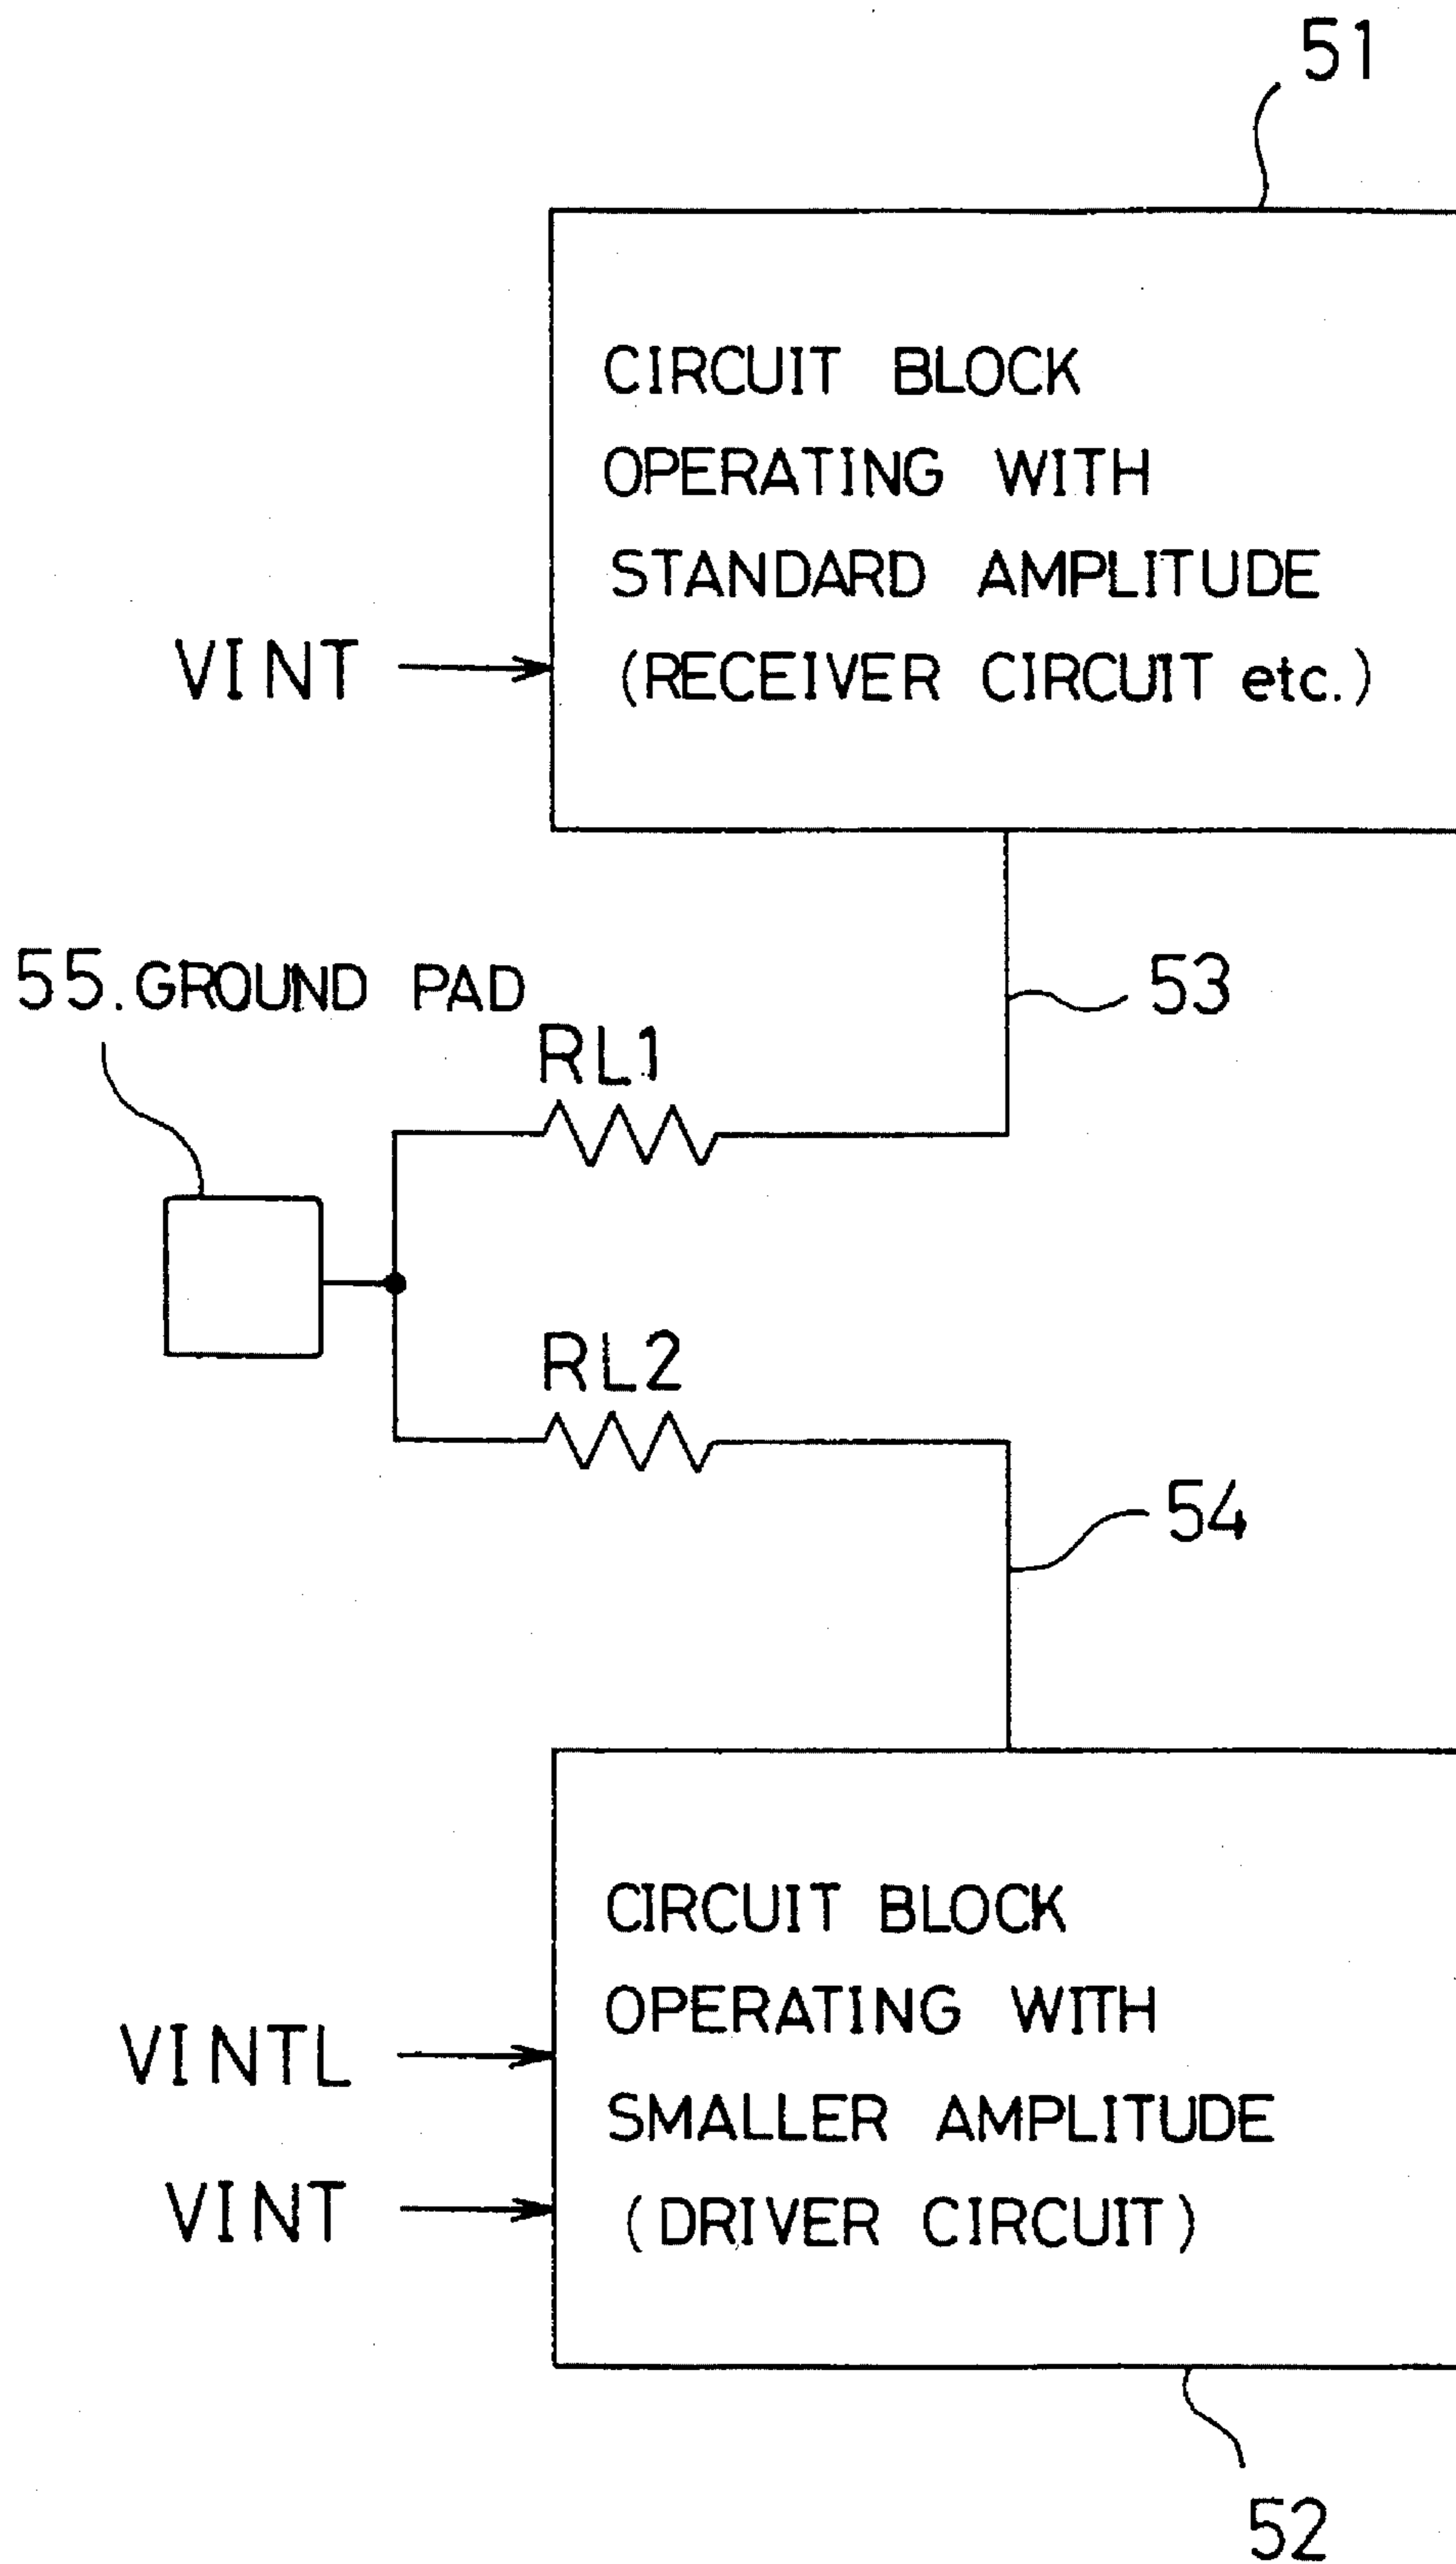 51
CIRCUIT BLOCK
OPERATING WITH
STANDARD AMPLITUDE
(RECEIVER CIRCUIT etc.)
VINT
53
55.GROUND PAD
RL1
RL2
54
CIRCUIT BLOCK
OPERATING WITH
SMALLER AMPLITUDE
(DRIVER CIRCUIT)
VINTL
VINT
52